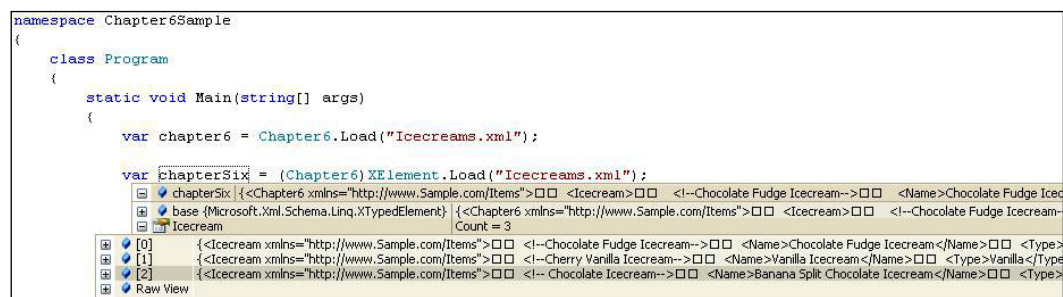 namespace Chapter6Sample
{
class Program
{
static void Main(string[] args)
{
var chapter6 = Chapter6.Load("Icecreams.xml");
var chapterSix = (Chapter6)XElement.Load("Icecreams.xml");
chapterSix {<Chapter6 xmlns="http://www.Sample.com/Items">□□ <Icecream>□□ <!--Chocolate Fudge Icecream-->□□ <Name>Chocolate Fudge Icec
base {Microsoft.Xml.Schema.Linq.XTypedElement} {<Chapter6 xmlns="http://www.Sample.com/Items">□□ <Icecream>□□ <!--Chocolate Fudge Icecream-
Icecream Count = 3
[0] {<Icecream xmlns="http://www.Sample.com/Items">□□ <!--Chocolate Fudge Icecream-->□□ <Name>Chocolate Fudge Icecream</Name>□□ <Type>
[1] {<Icecream xmlns="http://www.Sample.com/Items">□□ <!--Cherry Vanilla Icecream-->□□ <Name>Vanilla Icecream</Name>□□ <Type>Vanilla</Type
[2] {<Icecream xmlns="http://www.Sample.com/Items">□□ <!-- Chocolate Icecream-->□□ <Name>Banana Split Chocolate Icecream</Name>□□ <Type>
Raw View